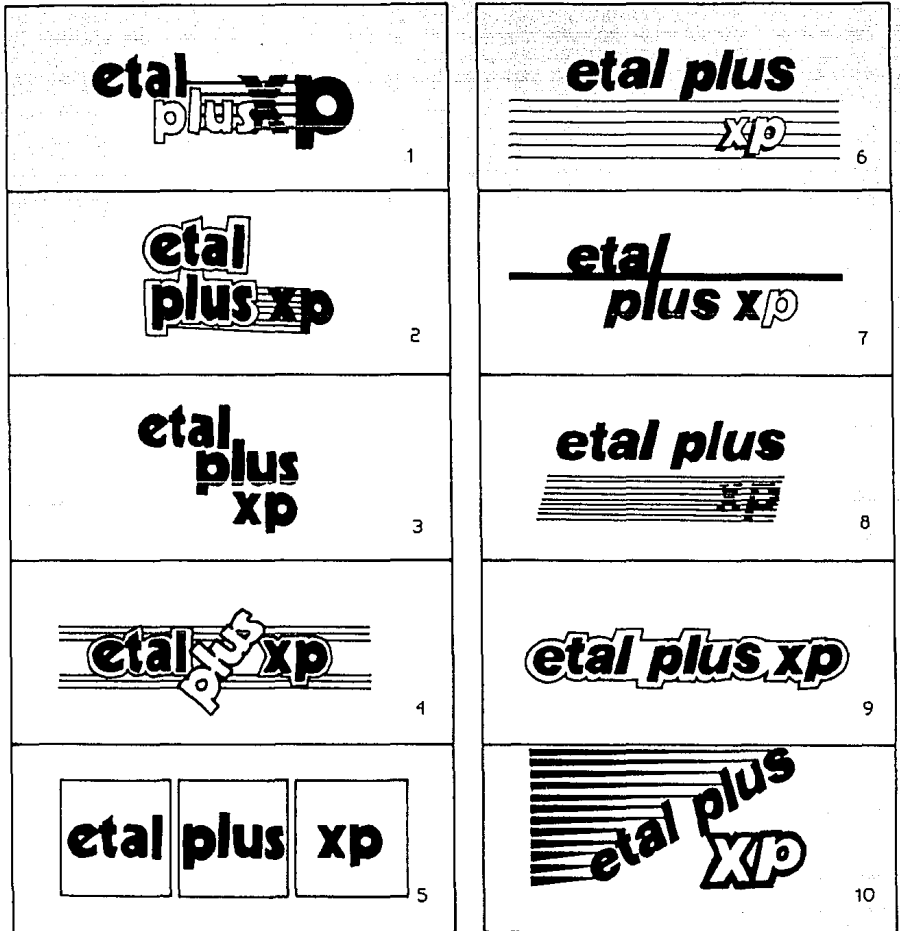 etal
plus
xp
1
etal
plus xp
2
etal
plus
xp
3
etal plus xp
4
etal plus xp
5
etal plus
xp
6
etal
plus xp
7
etal plus
xp
8
etal plus xp
9
etal plus
xp
10